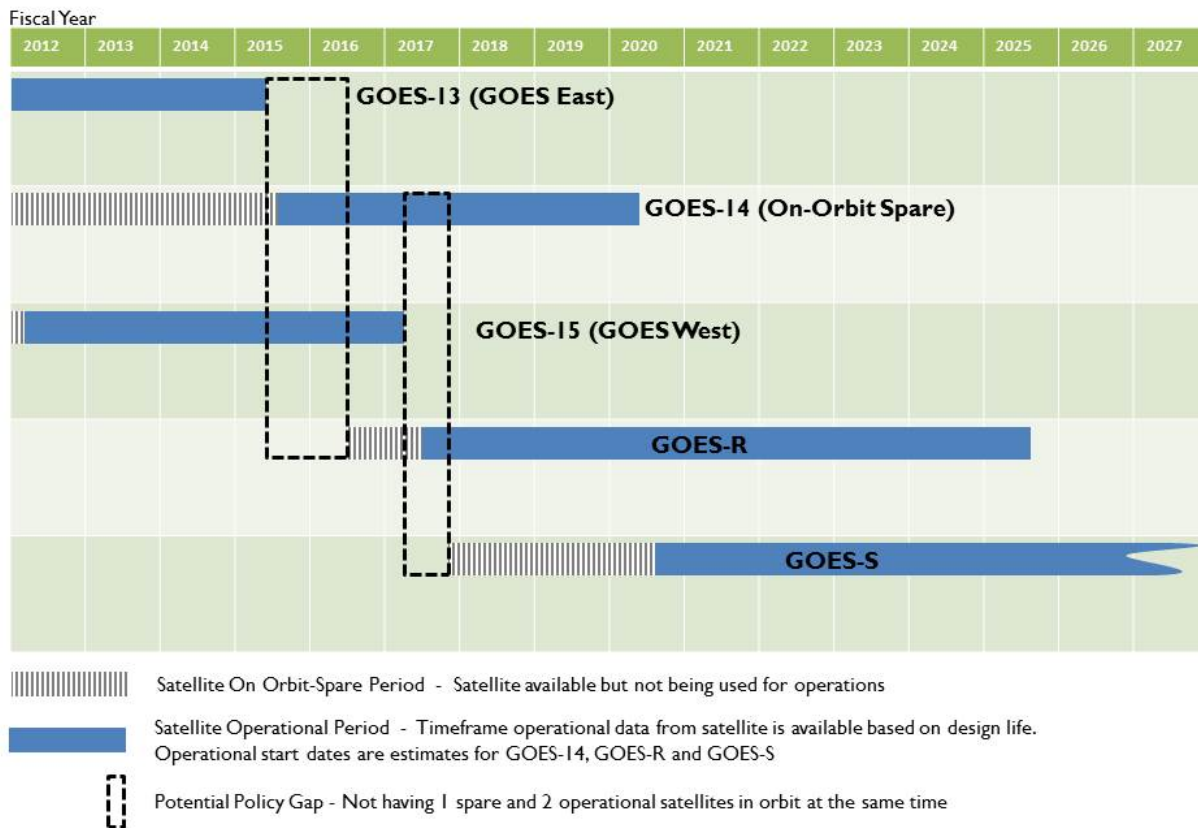 Fiscal Year
2012 2013 2014 2015 2016 2017 2018 2019 2020 2021 2022 2023 2024 2025 2026 2027
GOES-13 (GOES East)
GOES-14 (On-Orbit Spare)
GOES-15 (GOES West)
GOES-R
GOES-S
Satellite On Orbit-Spare Period - Satellite available but not being used for operations
Satellite Operational Period - Timeframe operational data from satellite is available based on design life.
Operational start dates are estimates for GOES-14, GOES-R and GOES-S
Potential Policy Gap - Not having 1 spare and 2 operational satellites in orbit at the same time